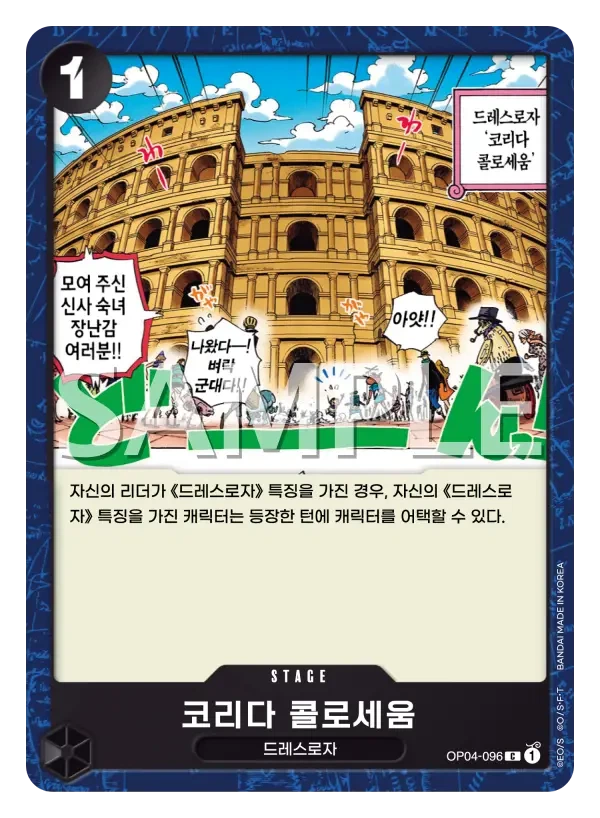 1
드레스로자
‘코리다
콜로세움’
모여 주신
신사 숙녀
장난감
여러분!!
나왔다―!
벼락
군대다!!
아얏!!
SAMPLE
자신의 리더가 《드레스로자》 특징을 가진 경우, 자신의 《드레스로
자》 특징을 가진 캐릭터는 등장한 턴에 캐릭터를 어택할 수 있다.
STAGE
코리다 콜로세움
드레스로자
OP04-096 C 1
©EO/S ©O/S·F·T BANDAI MADE IN KOREA